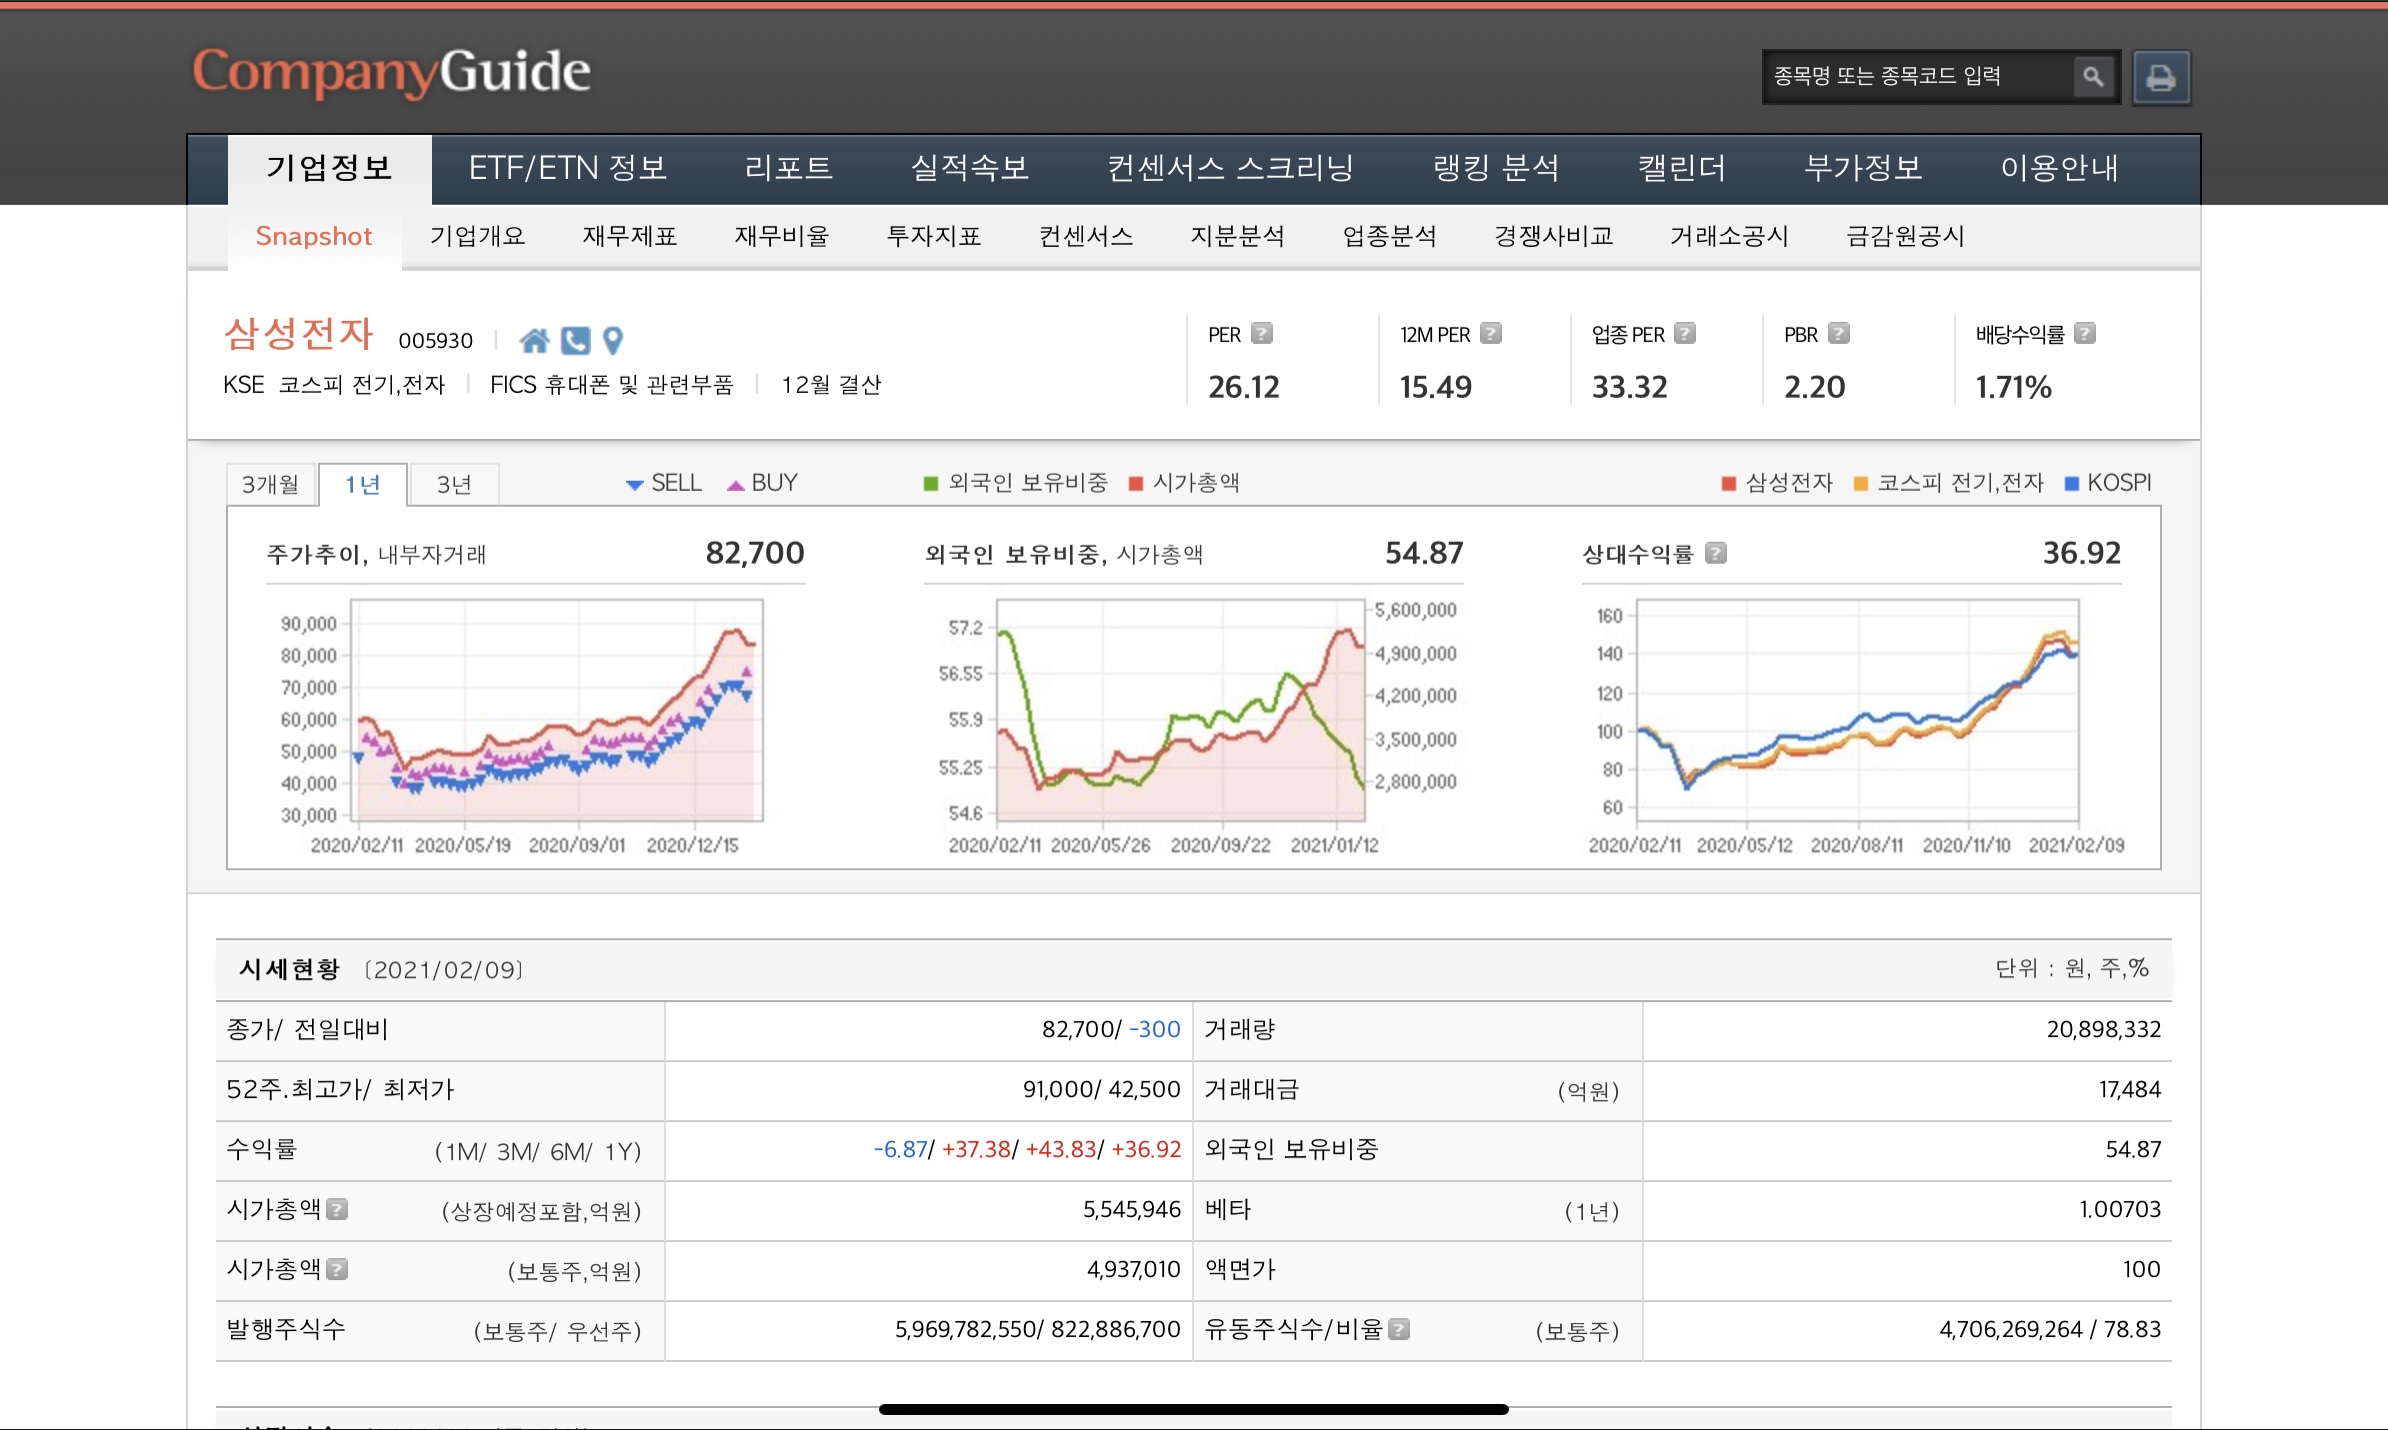 CompanyGuide
종목명 또는 종목코드 입력
기업정보 ETF/ETN 정보 리포트 실적속보 컨센서스 스크리닝 랭킹 분석 캘린더 부가정보 이용안내
Snapshot 기업개요 재무제표 재무비율 투자지표 컨센서스 지분분석 업종분석 경쟁사비교 거래소공시 금감원공시
삼성전자 005930
KSE 코스피 전기,전자 | FICS 휴대폰 및 관련부품 | 12월 결산
PER ? 12M PER ? 업종 PER ? PBR ? 배당수익률 ?
26.12 15.49 33.32 2.20 1.71%
3개월 1년 3년 SELL BUY 외국인 보유비중 시가총액 삼성전자 코스피 전기,전자 KOSPI
주가추이, 내부자거래 82,700
90,000
80,000
70,000
60,000
50,000
40,000
30,000
2020/02/11 2020/05/19 2020/09/01 2020/12/15
외국인 보유비중, 시가총액 54.87
57.2
56.55
55.9
55.25
54.6
5,600,000
4,900,000
4,200,000
3,500,000
2,800,000
2020/02/11 2020/05/26 2020/09/22 2021/01/12
상대수익률 ? 36.92
160
140
120
100
80
60
2020/02/11 2020/05/12 2020/08/11 2020/11/10 2021/02/09
시세현황 [2021/02/09] 단위 : 원, 주,%
종가/ 전일대비 82,700/ -300 거래량 20,898,332
52주.최고가/ 최저가 91,000/ 42,500 거래대금 (억원) 17,484
수익률 (1M/ 3M/ 6M/ 1Y) -6.87/ +37.38/ +43.83/ +36.92 외국인 보유비중 54.87
시가총액 ? (상장예정포함,억원) 5,545,946 베타 (1년) 1.00703
시가총액 ? (보통주,억원) 4,937,010 액면가 100
발행주식수 (보통주/ 우선주) 5,969,782,550/ 822,886,700 유동주식수/비율 ? (보통주) 4,706,269,264 / 78.83